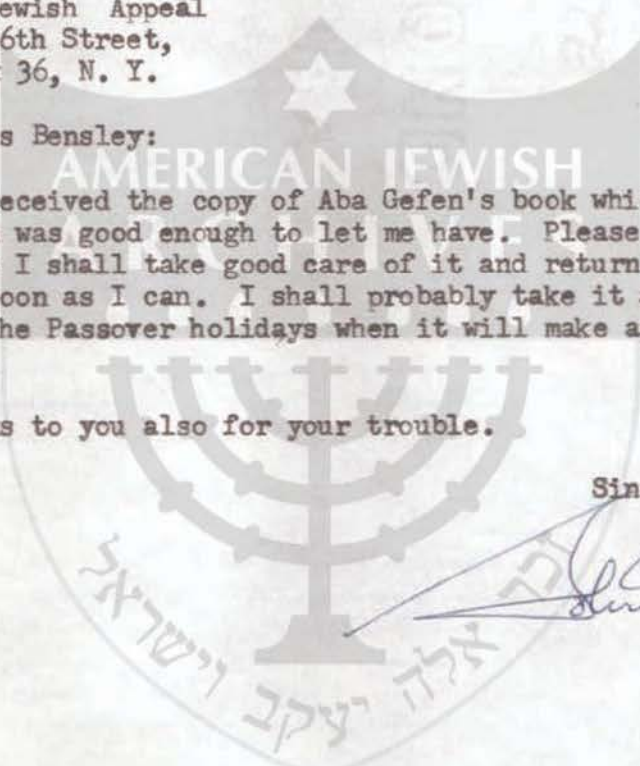 ewish Appeal
6th Street,
36, N. Y.
s Bensley:
AMERICAN JEWISH
ARCHIVES
eceived the copy of Aba Gefen's book whi
was good enough to let me have. Please
I shall take good care of it and return
oon as I can. I shall probably take it
he Passover holidays when it will make a
s to you also for your trouble.
Sin
זכר אלה יעקב וישראל